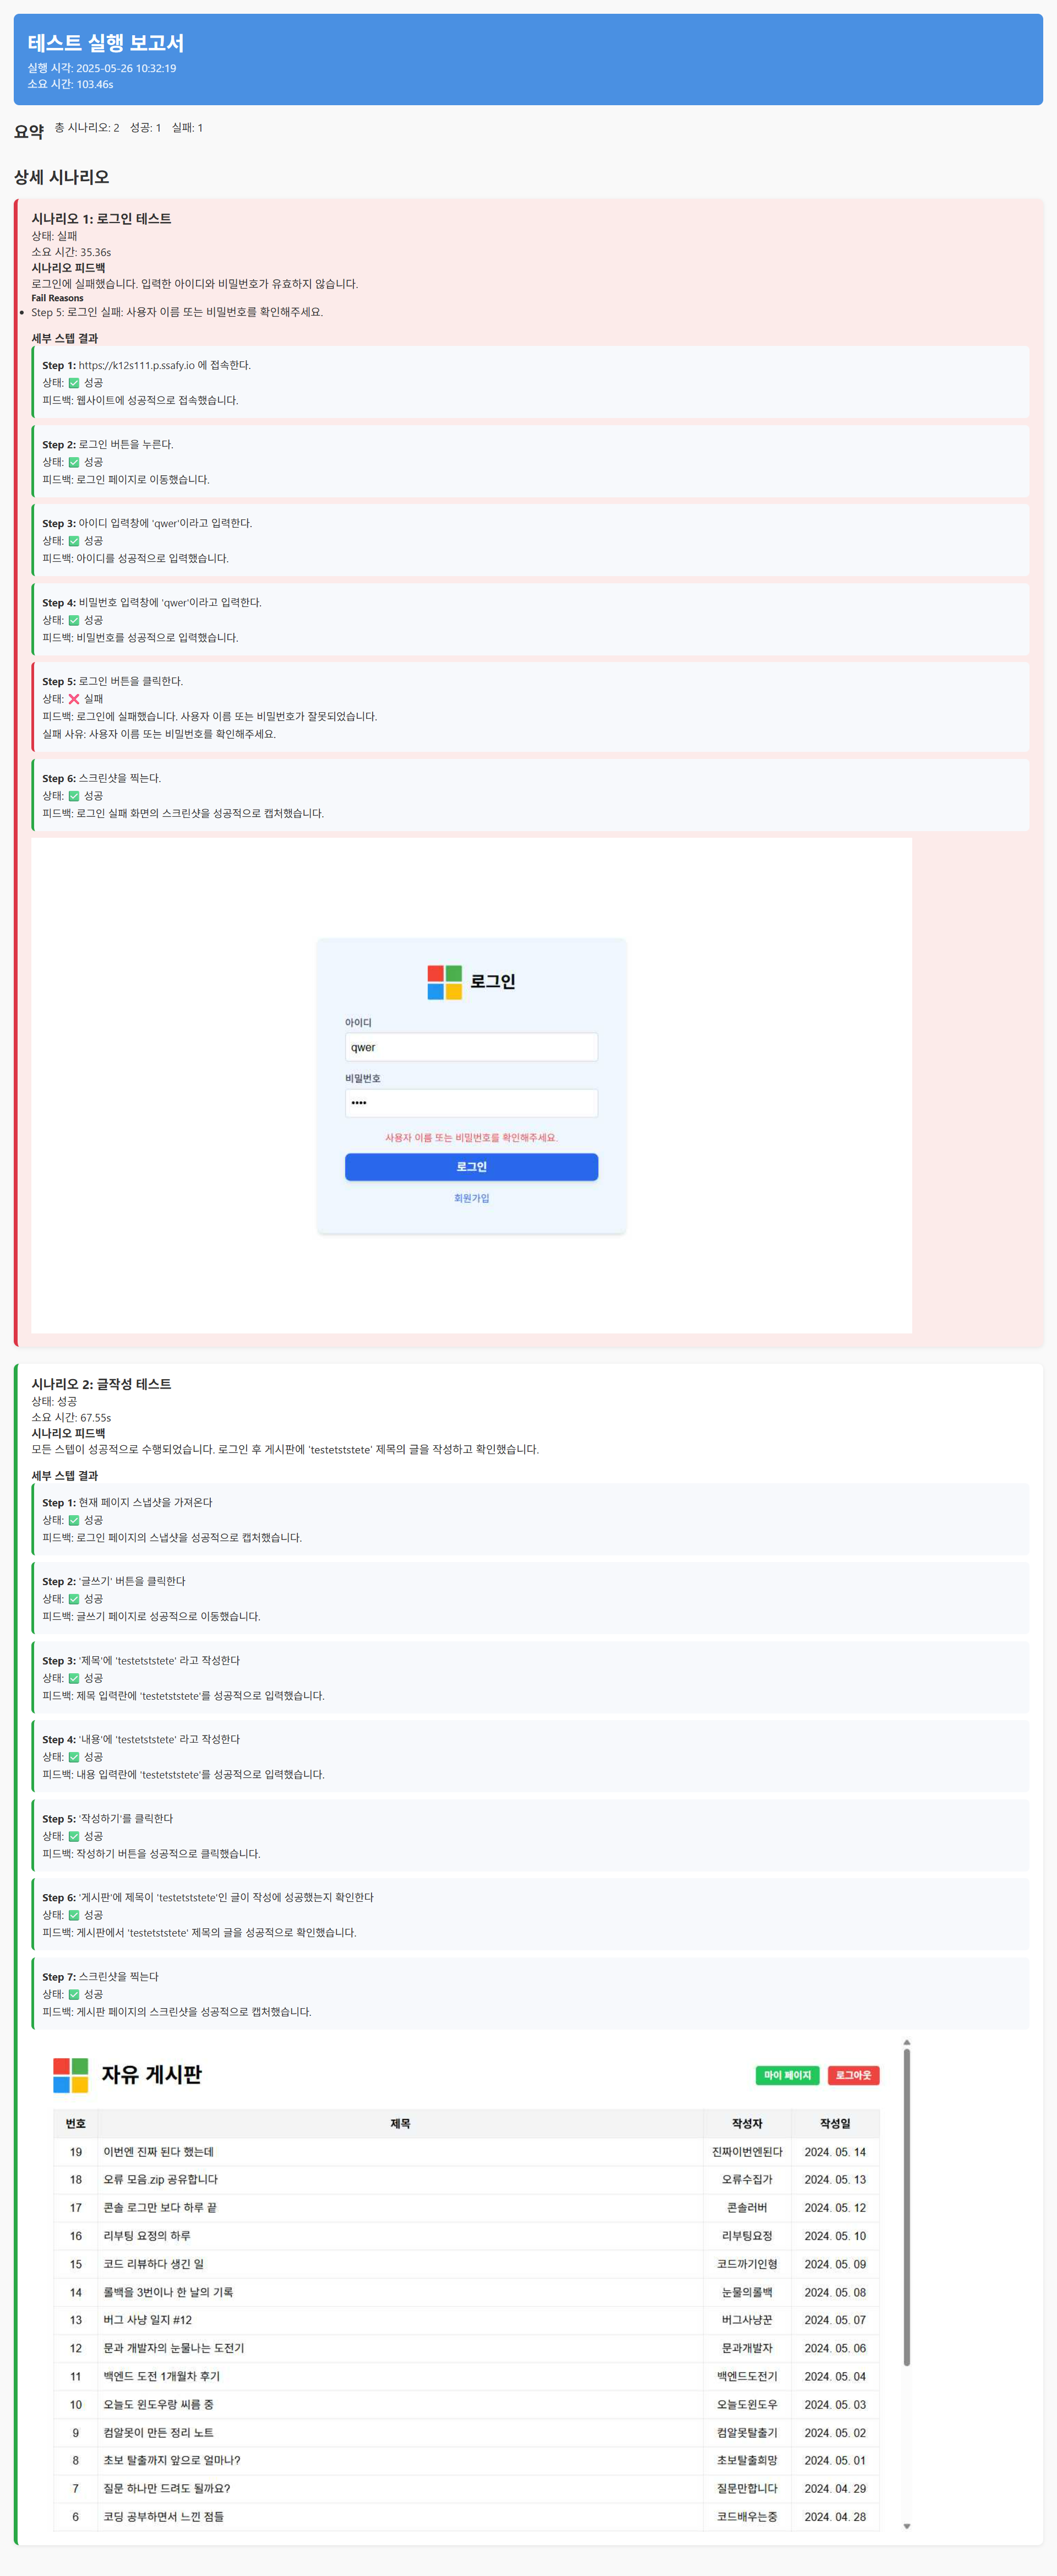 테스트 실행 보고서
실행 시각: 2025-05-26 10:32:19
소요 시간: 103.46s
요약 총 시나리오: 2 성공: 1 실패: 1
상세 시나리오
시나리오 1: 로그인 테스트
상태: 실패
소요 시간: 35.36s
시나리오 피드백
로그인에 실패했습니다. 입력한 아이디와 비밀번호가 유효하지 않습니다.
Fail Reasons
• Step 5: 로그인 실패: 사용자 이름 또는 비밀번호를 확인해주세요.
세부 스텝 결과
Step 1: https://k12s111.p.ssafy.io 에 접속한다.
상태: ✅ 성공
피드백: 웹사이트에 성공적으로 접속했습니다.
Step 2: 로그인 버튼을 누른다.
상태: ✅ 성공
피드백: 로그인 페이지로 이동했습니다.
Step 3: 아이디 입력창에 'qwer'이라고 입력한다.
상태: ✅ 성공
피드백: 아이디를 성공적으로 입력했습니다.
Step 4: 비밀번호 입력창에 'qwer'이라고 입력한다.
상태: ✅ 성공
피드백: 비밀번호를 성공적으로 입력했습니다.
Step 5: 로그인 버튼을 클릭한다.
상태: ❌ 실패
피드백: 로그인에 실패했습니다. 사용자 이름 또는 비밀번호가 잘못되었습니다.
실패 사유: 사용자 이름 또는 비밀번호를 확인해주세요.
Step 6: 스크린샷을 찍는다.
상태: ✅ 성공
피드백: 로그인 실패 화면의 스크린샷을 성공적으로 캡처했습니다.
로그인
아이디
qwer
비밀번호
••••
사용자 이름 또는 비밀번호를 확인해주세요.
로그인
회원가입
시나리오 2: 글작성 테스트
상태: 성공
소요 시간: 67.55s
시나리오 피드백
모든 스텝이 성공적으로 수행되었습니다. 로그인 후 게시판에 'testetststete' 제목의 글을 작성하고 확인했습니다.
세부 스텝 결과
Step 1: 현재 페이지 스냅샷을 가져온다
상태: ✅ 성공
피드백: 로그인 페이지의 스냅샷을 성공적으로 캡처했습니다.
Step 2: '글쓰기' 버튼을 클릭한다
상태: ✅ 성공
피드백: 글쓰기 페이지로 성공적으로 이동했습니다.
Step 3: '제목'에 'testetststete' 라고 작성한다
상태: ✅ 성공
피드백: 제목 입력란에 'testetststete'를 성공적으로 입력했습니다.
Step 4: '내용'에 'testetststete' 라고 작성한다
상태: ✅ 성공
피드백: 내용 입력란에 'testetststete'를 성공적으로 입력했습니다.
Step 5: '작성하기'를 클릭한다
상태: ✅ 성공
피드백: 작성하기 버튼을 성공적으로 클릭했습니다.
Step 6: '게시판'에 제목이 'testetststete'인 글이 작성에 성공했는지 확인한다
상태: ✅ 성공
피드백: 게시판에서 'testetststete' 제목의 글을 성공적으로 확인했습니다.
Step 7: 스크린샷을 찍는다
상태: ✅ 성공
피드백: 게시판 페이지의 스크린샷을 성공적으로 캡처했습니다.
자유 게시판 마이 페이지 로그아웃
번호 제목 작성자 작성일
19 이번엔 진짜 된다 했는데 진짜이번엔된다 2024. 05. 14
18 오류 모음.zip 공유합니다 오류수집가 2024. 05. 13
17 콘솔 로그만 보다 하루 끝 콘솔러버 2024. 05. 12
16 리부팅 요정의 하루 리부팅요정 2024. 05. 10
15 코드 리뷰하다 생긴 일 코드까기인형 2024. 05. 09
14 롤백을 3번이나 한 날의 기록 눈물의롤백 2024. 05. 08
13 버그 사냥 일지 #12 버그사냥꾼 2024. 05. 07
12 문과 개발자의 눈물나는 도전기 문과개발자 2024. 05. 06
11 백엔드 도전 1개월차 후기 백엔드도전기 2024. 05. 04
10 오늘도 윈도우랑 씨름 중 오늘도윈도우 2024. 05. 03
9 컴알못이 만든 정리 노트 컴알못탈출기 2024. 05. 02
8 초보 탈출까지 앞으로 얼마나? 초보탈출희망 2024. 05. 01
7 질문 하나만 드려도 될까요? 질문만합니다 2024. 04. 29
6 코딩 공부하면서 느낀 점들 코드배우는중 2024. 04. 28